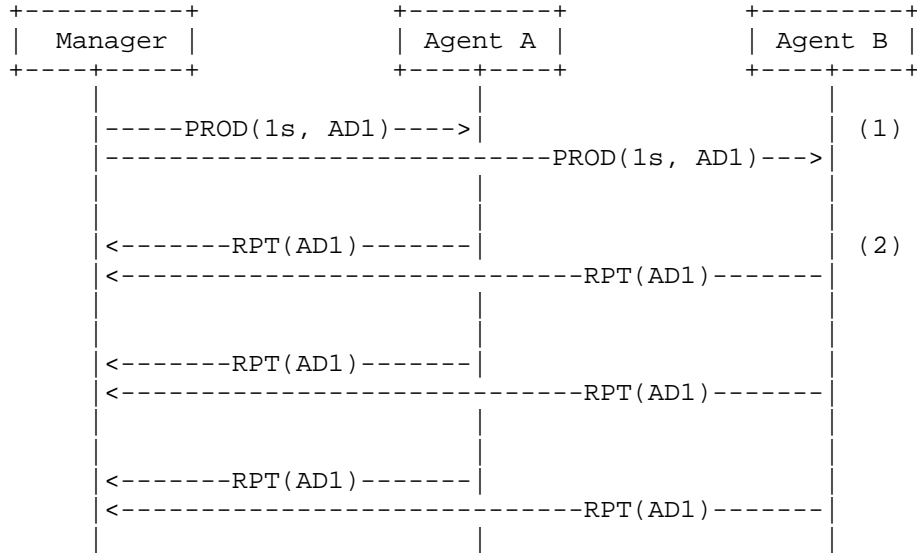 Manager Agent A Agent B
PROD(1s, AD1) (1)
PROD(1s, AD1)
RPT(AD1) (2)
RPT(AD1)
RPT(AD1)
RPT(AD1)
RPT(AD1)
RPT(AD1)